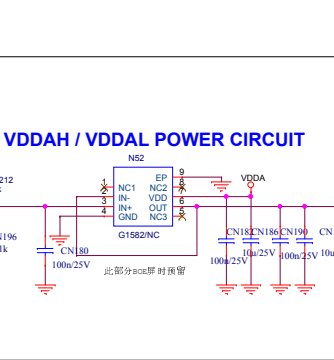 VDDAH / VDDAL POWER CIRCUIT
N52
212
1
2
3
4
NC1
IN-
IN+
GND
EP
NC2
VDD
OUT
NC3
9
8
7
6
5
VDDA
G1582/NC
N196
1k
CN180
100n/25V
CN182
CN186
CN190
CN1
100n/25V
10u/25V
100n/25V
10u
此部分BOE屏时预留